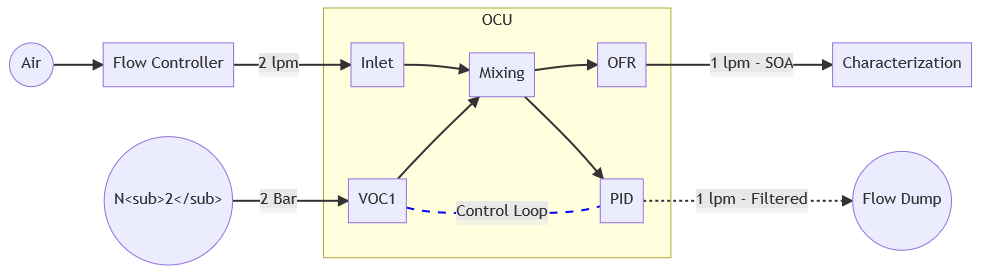 OCU
Air
Flow Controller
2 lpm
Inlet
Mixing
OFR
1 lpm - SOA
Characterization
N<sub>2</sub>
2 Bar
VOC1
Control Loop
PID
1 lpm - Filtered
Flow Dump